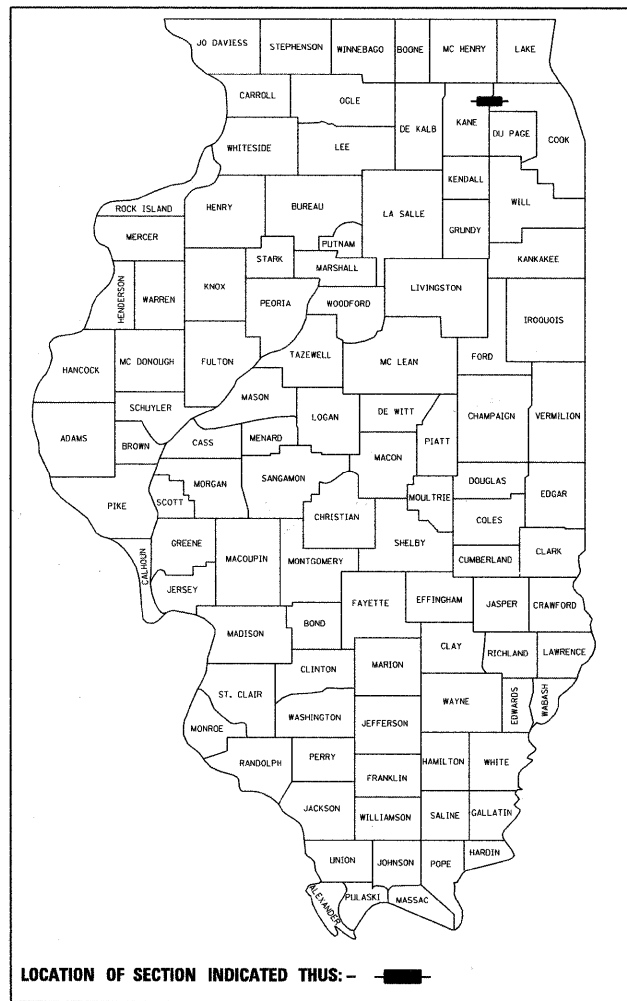 JO DAVIESS
STEPHENSON
WINNEBAGO
BOONE
MC HENRY
LAKE
CARROLL
OGLE
DE KALB
KANE
DU PAGE
COOK
WHITESIDE
LEE
KENDALL
WILL
ROCK ISLAND
HENRY
BUREAU
LA SALLE
GRUNDY
MERCER
PUTNAM
STARK
MARSHALL
KANKAKEE
HENDERSON
WARREN
KNOX
PEORIA
WOODFORD
LIVINGSTON
IROQUOIS
HANCOCK
MC DONOUGH
FULTON
TAZEWELL
MC LEAN
FORD
SCHUYLER
MASON
LOGAN
DE WITT
CHAMPAIGN
VERMILION
ADAMS
BROWN
CASS
MENARD
MACON
PIATT
PIKE
SCOTT
MORGAN
SANGAMON
CHRISTIAN
MOULTRIE
DOUGLAS
EDGAR
COLES
CALHOUN
GREENE
MACOUPIN
MONTGOMERY
SHELBY
CUMBERLAND
CLARK
JERSEY
FAYETTE
EFFINGHAM
JASPER
CRAWFORD
MADISON
BOND
CLAY
RICHLAND
LAWRENCE
CLINTON
MARION
ST. CLAIR
WAYNE
EDWARDS
WABASH
MONROE
WASHINGTON
JEFFERSON
RANDOLPH
PERRY
HAMILTON
WHITE
FRANKLIN
JACKSON
WILLIAMSON
SALINE
GALLATIN
UNION
JOHNSON
POPE
HARDIN
ALEXANDER
PULASKI
MASSAC
LOCATION OF SECTION INDICATED THUS: -